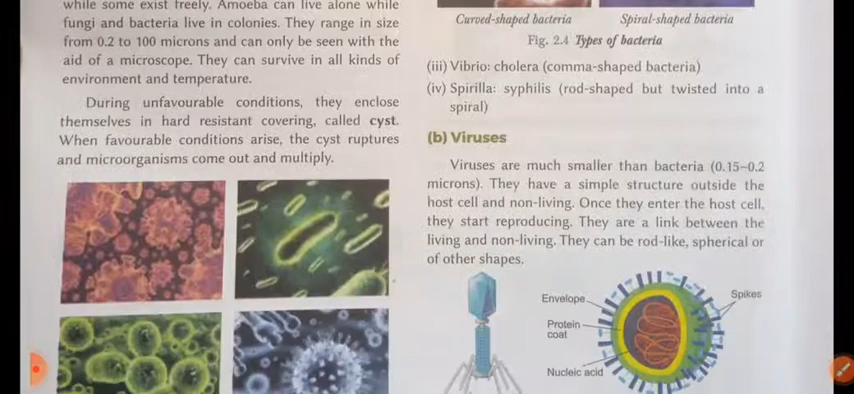 while some exist freely. Amoeba can live alone while
fungi and bacteria live in colonies. They range in size
from 0.2 to 100 microns and can only be seen with the
aid of a microscope. They can survive in all kinds of
environment and temperature.
During unfavourable conditions, they enclose
themselves in hard resistant covering, called cyst.
When favourable conditions arise, the cyst ruptures
and microorganisms come out and multiply.
Curved-shaped bacteria
Spiral-shaped bacteria
Fig. 2.4 Types of bacteria
(iii) Vibrio: cholera (comma-shaped bacteria)
(iv) Spirilla: syphilis (rod-shaped but twisted into a
spiral)
(b) Viruses
Viruses are much smaller than bacteria (0.15–0.2
microns). They have a simple structure outside the
host cell and non-living. Once they enter the host cell,
they start reproducing. They are a link between the
living and non-living. They can be rod-like, spherical or
of other shapes.
Envelope
Spikes
Protein
coat
Nucleic acid